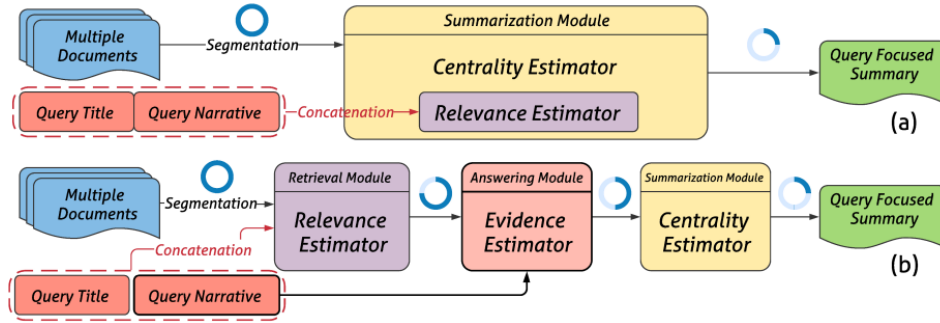 Multiple
Documents
Segmentation
Summarization Module
Centrality Estimator
Relevance Estimator
Query Title
Query Narrative
Concatenation
Query Focused
Summary
(a)
Multiple
Documents
Segmentation
Concatenation
Query Title
Query Narrative
Retrieval Module
Relevance
Estimator
Answering Module
Evidence
Estimator
Summarization Module
Centrality
Estimator
Query Focused
Summary
(b)